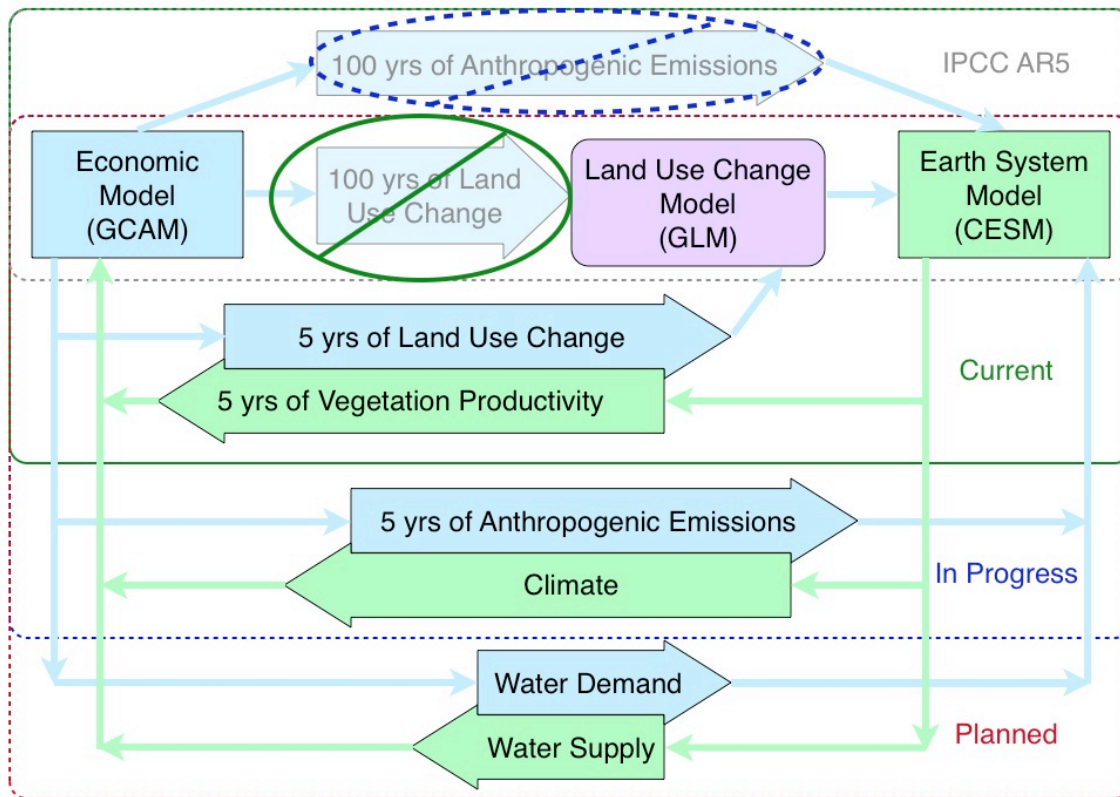 100 yrs of Anthropogenic Emissions
IPCC AR5
Economic
Model
(GCAM)
100 yrs of Land
Use Change
Land Use Change
Model
(GLM)
Earth System
Model
(CESM)
5 yrs of Land Use Change
5 yrs of Vegetation Productivity
Current
5 yrs of Anthropogenic Emissions
Climate
In Progress
Water Demand
Water Supply
Planned